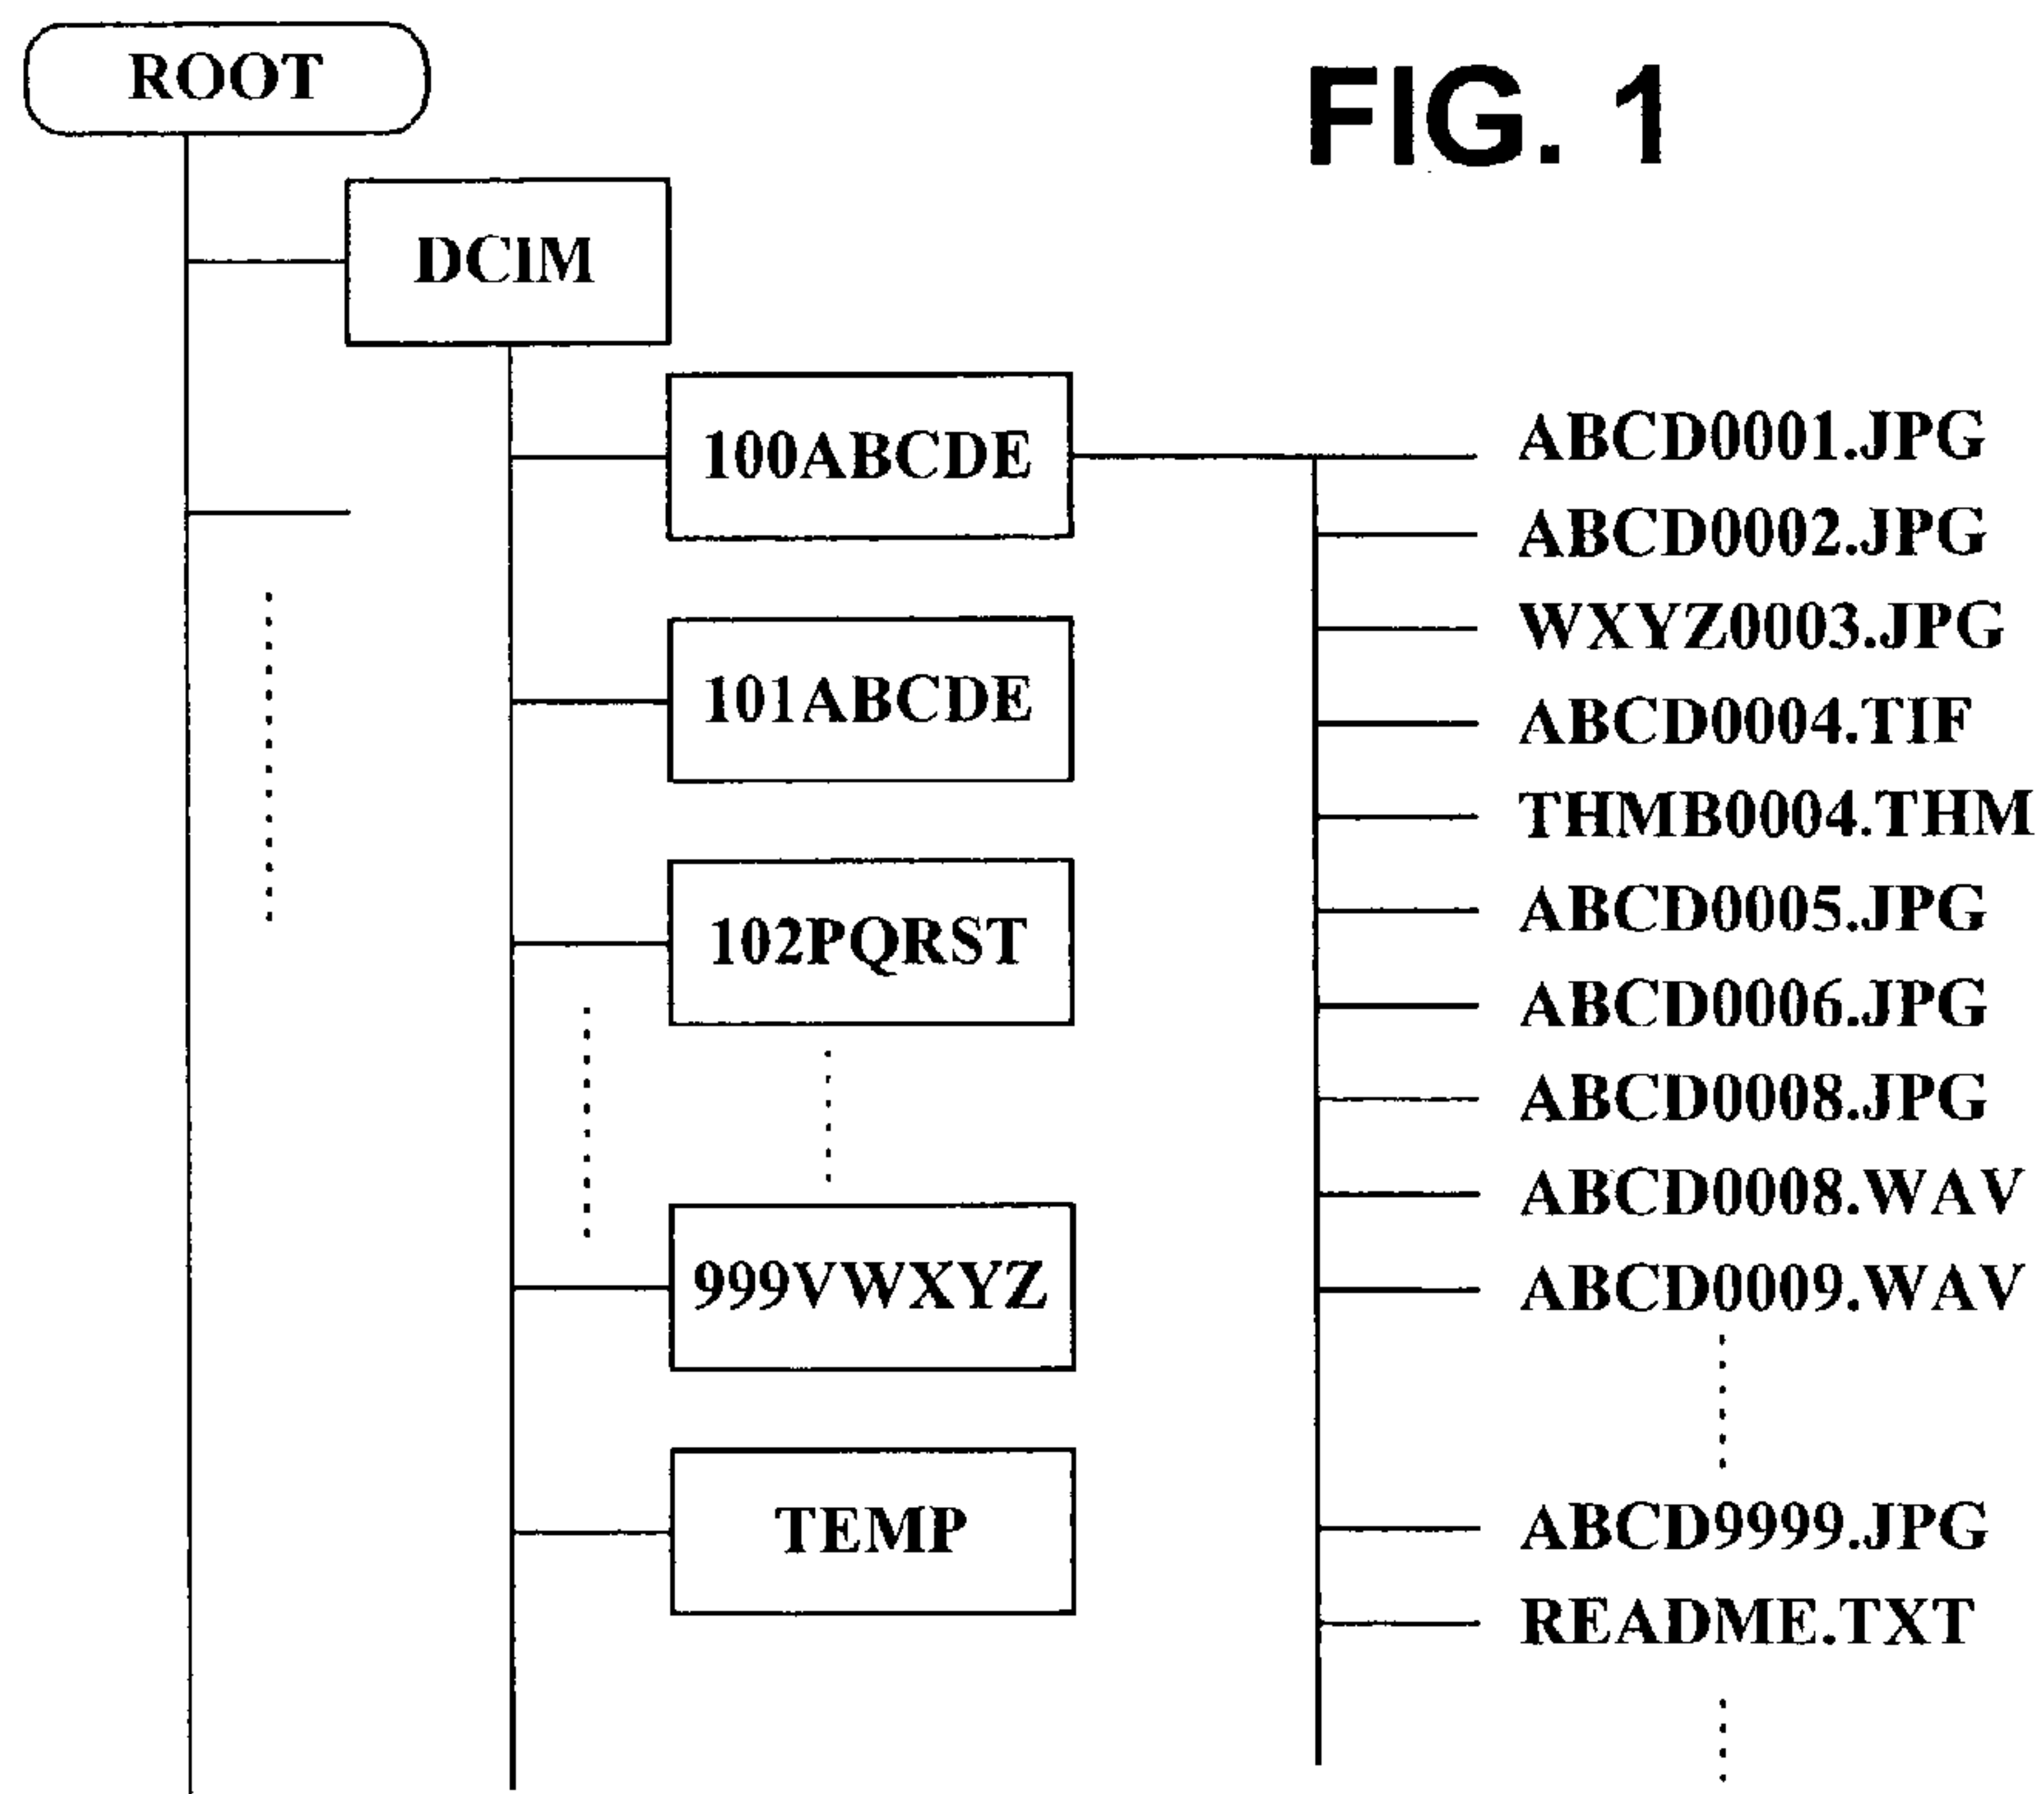 ROOT
FIG. 1
DCIM
100ABCDE
101ABCDE
102PQRST
999VWXYZ
TEMP
ABCD0001.JPG
ABCD0002.JPG
WXYZ0003.JPG
ABCD0004.TIF
THMB0004.THM
ABCD0005.JPG
ABCD0006.JPG
ABCD0008.JPG
ABCD0008.WAV
ABCD0009.WAV
ABCD9999.JPG
README.TXT